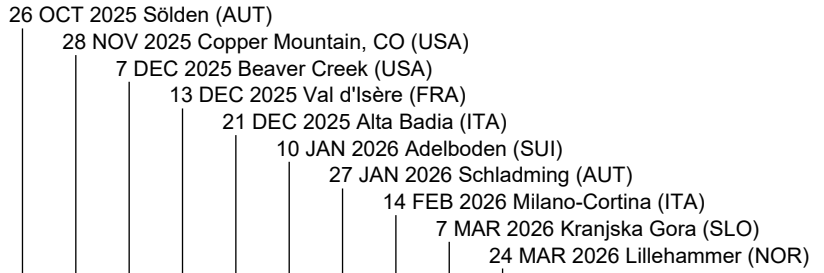 26 OCT 2025 Sölden (AUT)
28 NOV 2025 Copper Mountain, CO (USA)
7 DEC 2025 Beaver Creek (USA)
13 DEC 2025 Val d'Isère (FRA)
21 DEC 2025 Alta Badia (ITA)
10 JAN 2026 Adelboden (SUI)
27 JAN 2026 Schladming (AUT)
14 FEB 2026 Milano-Cortina (ITA)
7 MAR 2026 Kranjska Gora (SLO)
24 MAR 2026 Lillehammer (NOR)